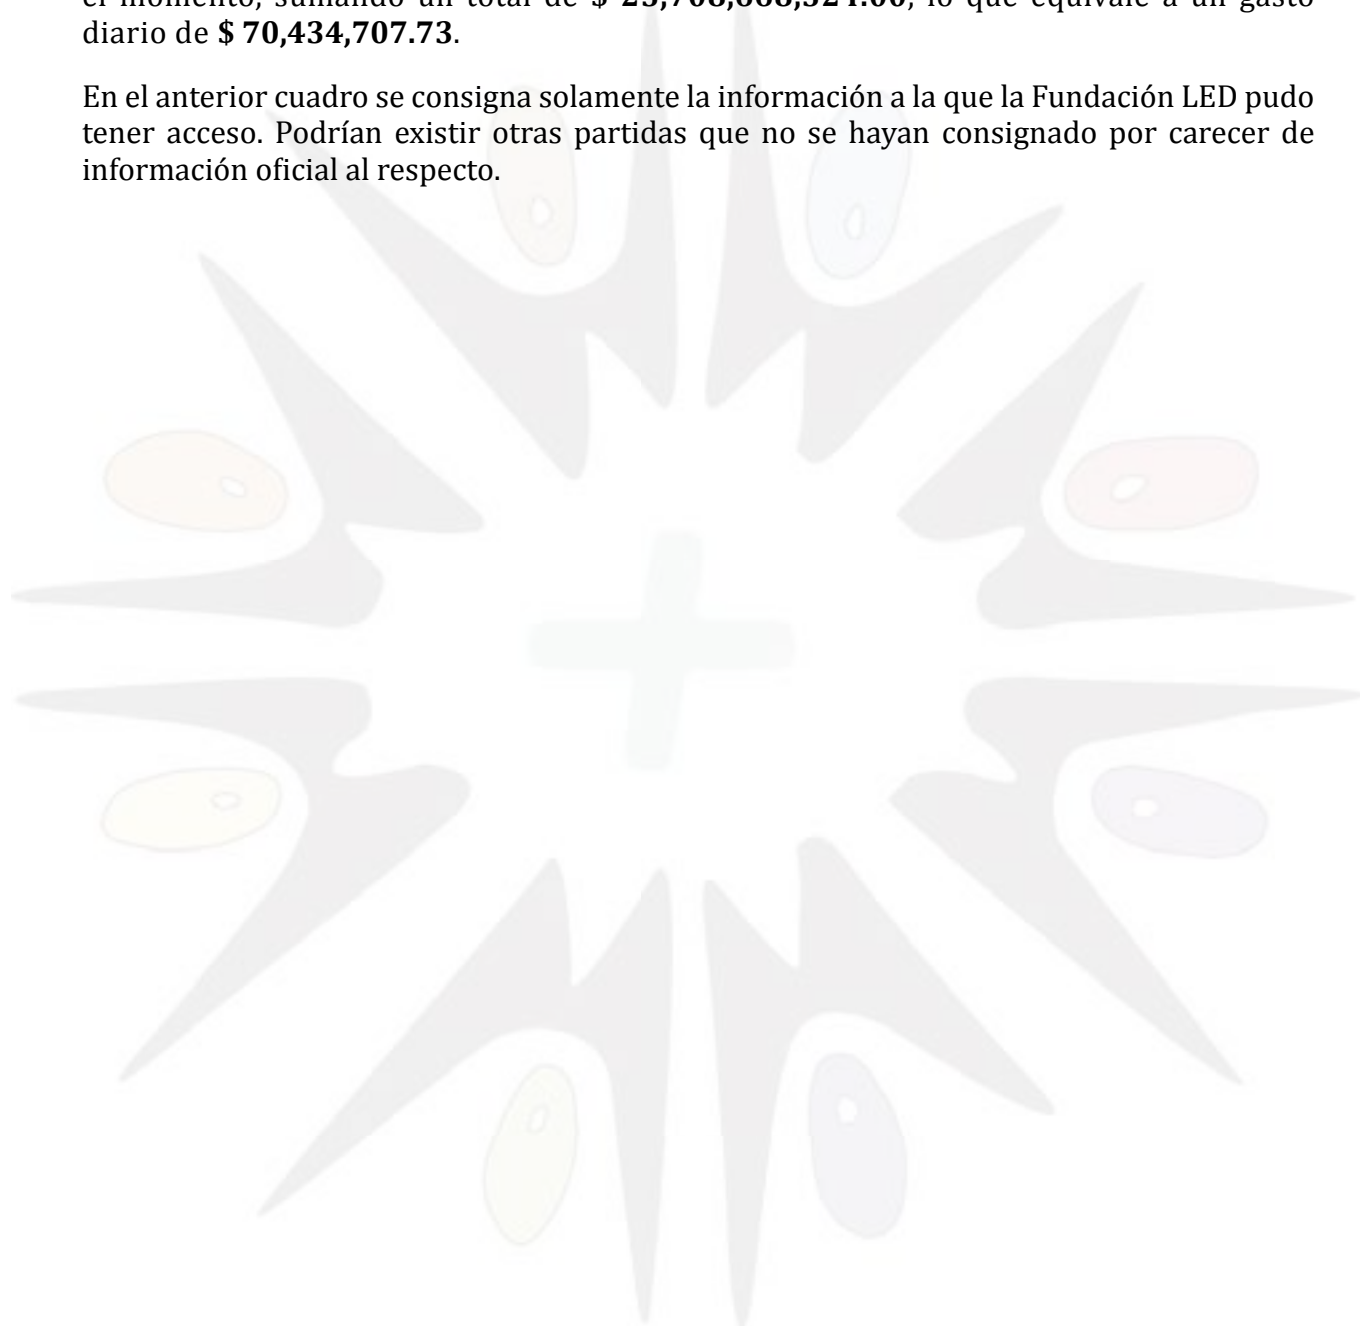 el momento, sumando un total de $ lo que equivale a un gasto
diario de $ 70,434,707.73.
En el anterior cuadro se consigna solamente la información a la que la Fundación LED pudo
tener acceso. Podrían existir otras partidas que no se hayan consignado por carecer de
información oficial al respecto.